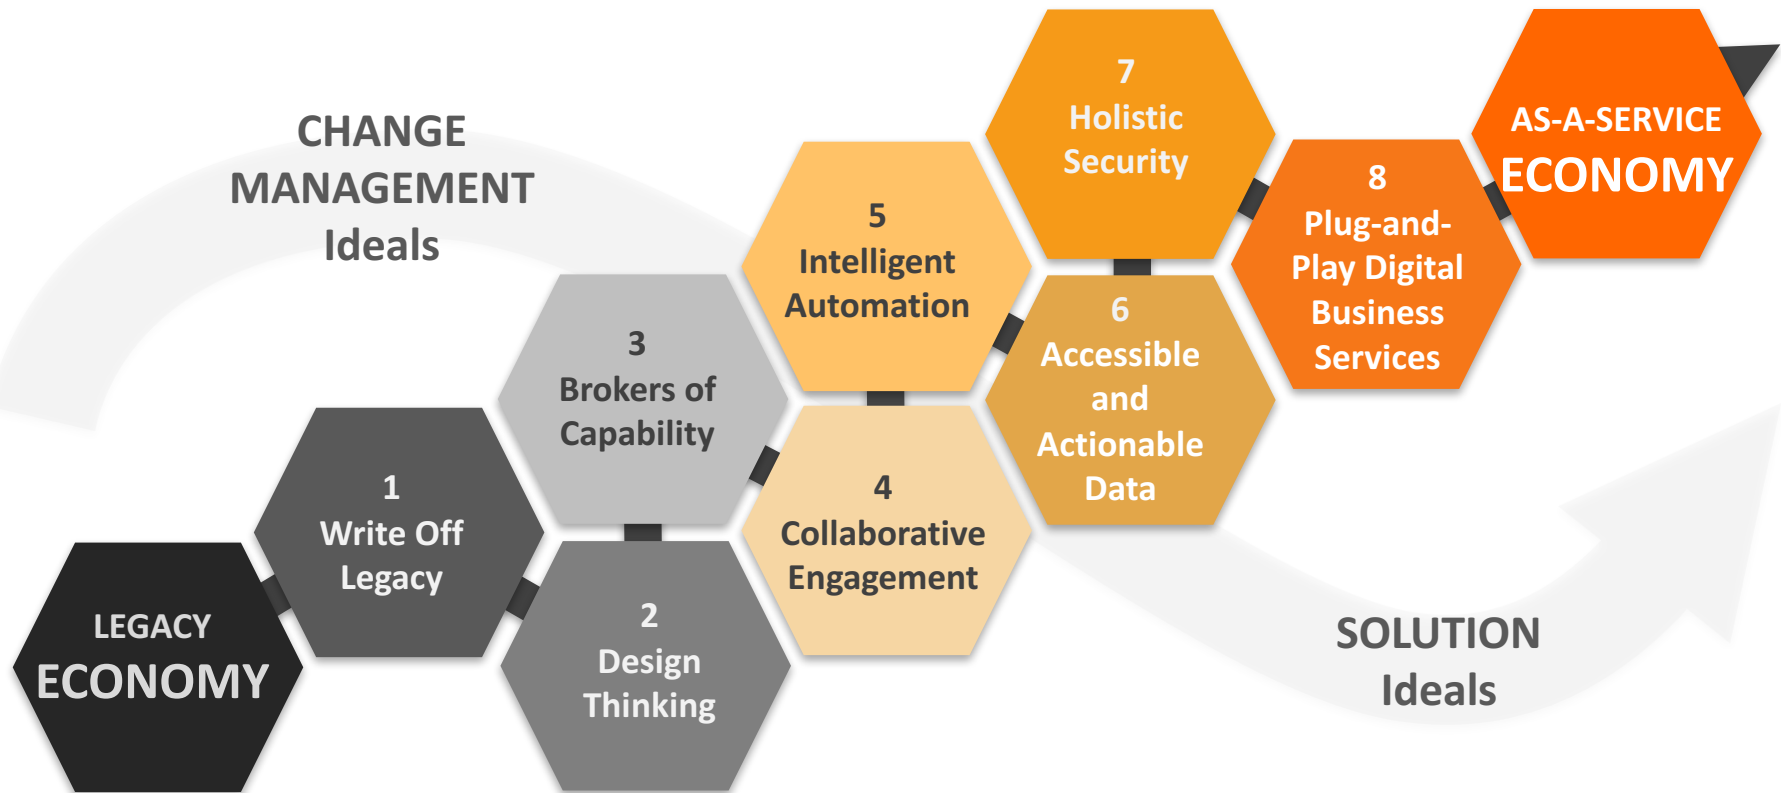 CHANGE
MANAGEMENT
Ideals
LEGACY
ECONOMY
1
Write Off
Legacy
2
Design
Thinking
3
Brokers of
Capability
4
Collaborative
Engagement
5
Intelligent
Automation
6
Accessible
and
Actionable
Data
7
Holistic
Security
8
Plug-and-
Play Digital
Business
Services
AS-A-SERVICE
ECONOMY
SOLUTION
Ideals